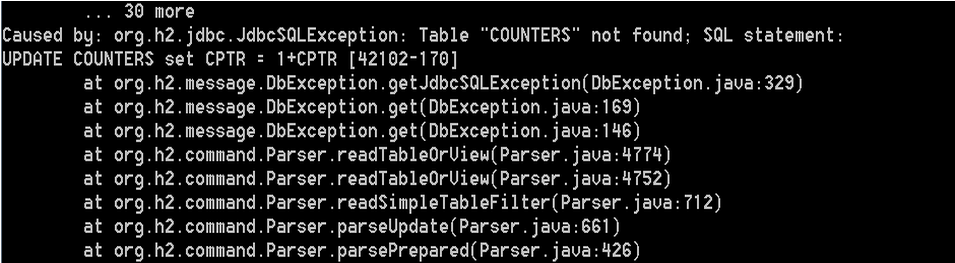 ... 30 more
Caused by: org.h2.jdbc.JdbcSQLException: Table "COUNTERS" not found; SQL statement:
UPDATE COUNTERS set CPTR = 1+CPTR [42102-170]
at org.h2.message.DbException.getJdbcSQLException(DbException.java:329)
at org.h2.message.DbException.get(DbException.java:169)
at org.h2.message.DbException.get(DbException.java:146)
at org.h2.command.Parser.readTableOrView(Parser.java:4774)
at org.h2.command.Parser.readTableOrView(Parser.java:4752)
at org.h2.command.Parser.readSimpleTableFilter(Parser.java:712)
at org.h2.command.Parser.parseUpdate(Parser.java:661)
at org.h2.command.Parser.parsePrepared(Parser.java:426)